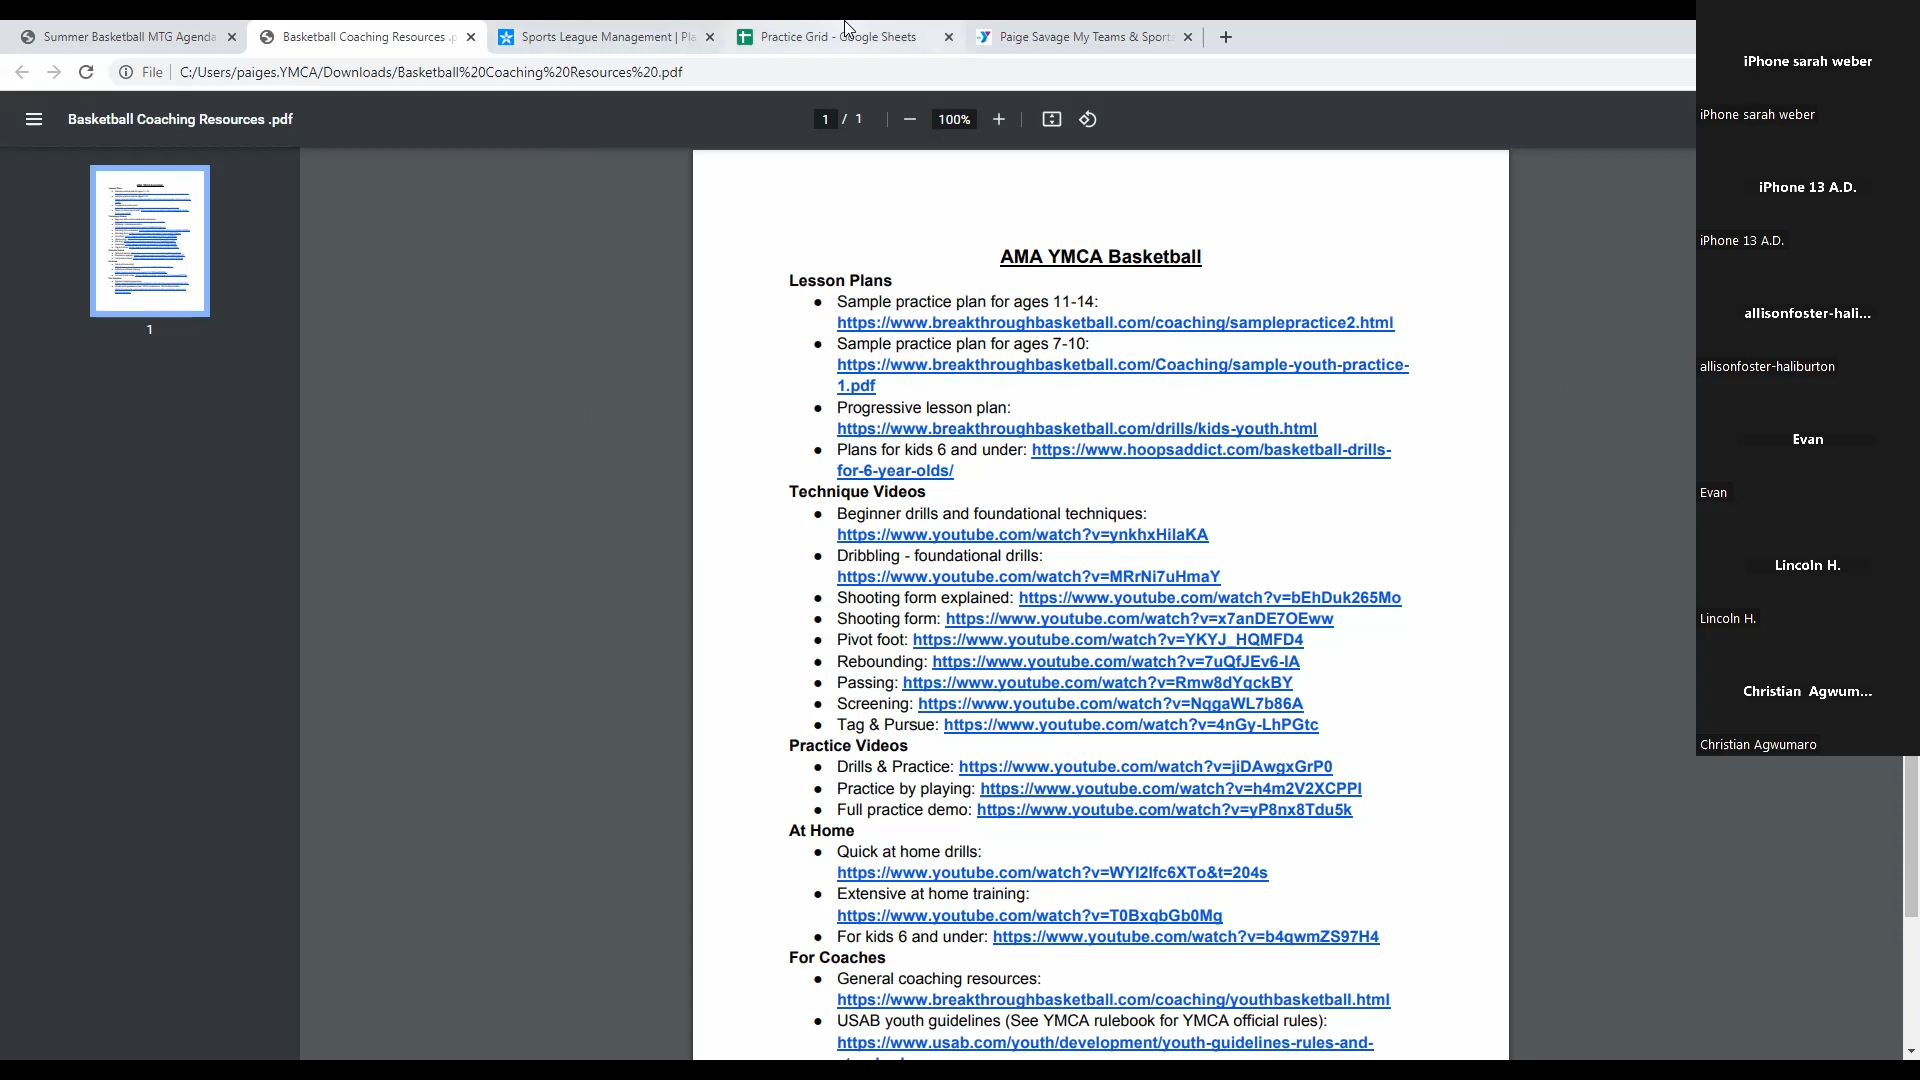 Summer Basketball MTG Agenda
Basketball Coaching Resources .p
Sports League Management | Pla
Practice Grid - Google Sheets
Paige Savage My Teams & Sports
File
C:/Users/paiges.YMCA/Downloads/Basketball%20Coaching%20Resources%20.pdf
Basketball Coaching Resources .pdf
1 / 1
100%
1
AMA YMCA Basketball
Lesson Plans
● Sample practice plan for ages 11-14:
https://www.breakthroughbasketball.com/coaching/samplepractice2.html
● Sample practice plan for ages 7-10:
https://www.breakthroughbasketball.com/Coaching/sample-youth-practice-
1.pdf
● Progressive lesson plan:
https://www.breakthroughbasketball.com/drills/kids-youth.html
● Plans for kids 6 and under: https://www.hoopsaddict.com/basketball-drills-
for-6-year-olds/
Technique Videos
● Beginner drills and foundational techniques:
https://www.youtube.com/watch?v=ynkhxHilaKA
● Dribbling - foundational drills:
https://www.youtube.com/watch?v=MRrNi7uHmaY
● Shooting form explained: https://www.youtube.com/watch?v=bEhDuk265Mo
● Shooting form: https://www.youtube.com/watch?v=x7anDE7OEww
● Pivot foot: https://www.youtube.com/watch?v=YKYJ_HQMFD4
● Rebounding: https://www.youtube.com/watch?v=7uQfJEv6-IA
● Passing: https://www.youtube.com/watch?v=Rmw8dYqckBY
● Screening: https://www.youtube.com/watch?v=NqgaWL7b86A
● Tag & Pursue: https://www.youtube.com/watch?v=4nGy-LhPGtc
Practice Videos
● Drills & Practice: https://www.youtube.com/watch?v=jiDAwgxGrP0
● Practice by playing: https://www.youtube.com/watch?v=h4m2V2XCPPI
● Full practice demo: https://www.youtube.com/watch?v=yP8nx8Tdu5k
At Home
● Quick at home drills:
https://www.youtube.com/watch?v=WYI2Ifc6XTo&t=204s
● Extensive at home training:
https://www.youtube.com/watch?v=T0BxqbGb0Mg
● For kids 6 and under: https://www.youtube.com/watch?v=b4qwmZS97H4
For Coaches
● General coaching resources:
https://www.breakthroughbasketball.com/coaching/youthbasketball.html
● USAB youth guidelines (See YMCA rulebook for YMCA official rules):
https://www.usab.com/youth/development/youth-guidelines-rules-and-
iPhone sarah weber
iPhone sarah weber
iPhone 13 A.D.
iPhone 13 A.D.
allisonfoster-hali...
allisonfoster-haliburton
Evan
Evan
Lincoln H.
Lincoln H.
Christian Agwum...
Christian Agwumaro